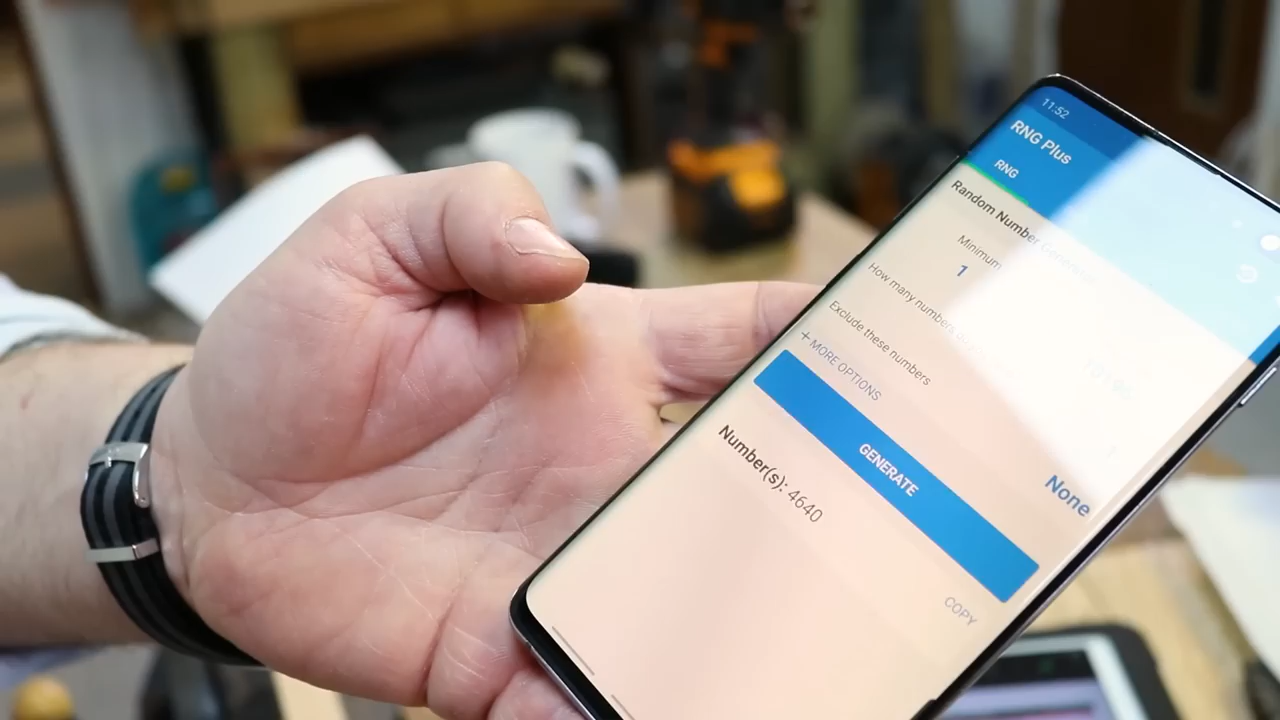 11:52
RNG Plus
RNG
Random Number
Minimum
1
How many numbers
Exclude these numbers
None
+ MORE OPTIONS
GENERATE
Number(s): 4640
COPY